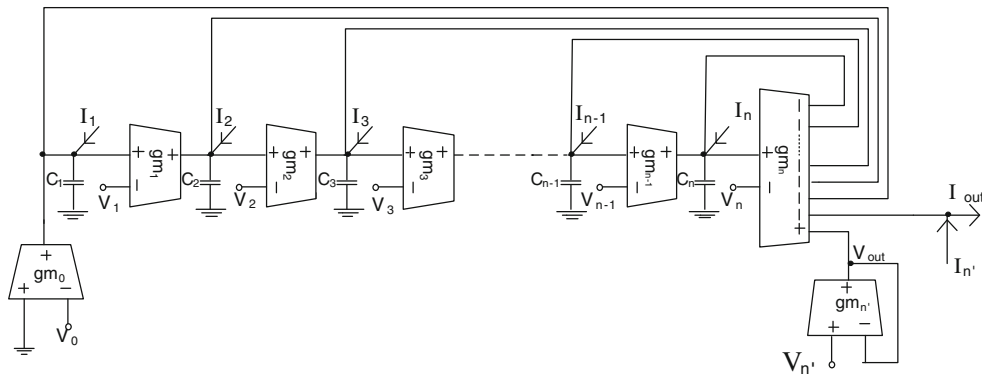 I1 I2 I3 In-1 In
+ gm1 + − + gm2 + − + gm3 − + gmn-1 + − + gmn − + −
C1 C2 C3 Cn-1 Cn
V1 V2 V3 Vn-1 Vn
Iout
In'
Vout
+ gm0 + −
V0
+ gmn' + −
Vn'